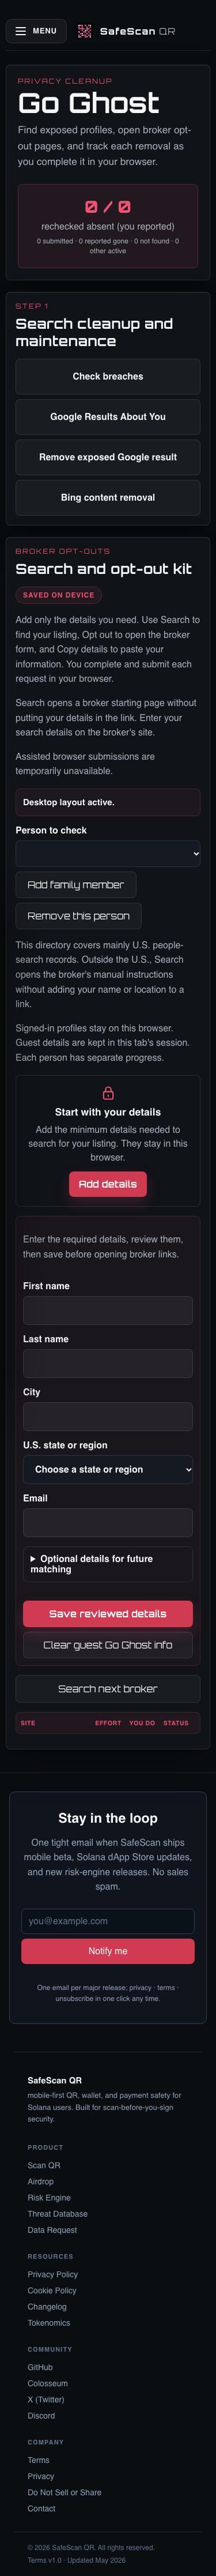 MENU
SafeScan QR
PRIVACY CLEANUP
Go Ghost
Find exposed profiles, open broker opt-
out pages, and track each removal as
you complete it in your browser.
0 / 0
rechecked absent (you reported)
0 submitted · 0 reported gone · 0 not found · 0
other active
STEP 1
Search cleanup and
maintenance
Check breaches
Google Results About You
Remove exposed Google result
Bing content removal
BROKER OPT-OUTS
Search and opt-out kit
SAVED ON DEVICE
Add only the details you need. Use Search to
find your listing, Opt out to open the broker
form, and Copy details to paste your
information. You complete and submit each
request in your browser.
Search opens a broker starting page without
putting your details in the link. Enter your
search details on the broker's site.
Assisted browser submissions are
temporarily unavailable.
Desktop layout active.
Person to check
Add family member
Remove this person
This directory covers mainly U.S. people-
search records. Outside the U.S., Search
opens the broker's manual instructions
without adding your name or location to a
link.
Signed-in profiles stay on this browser.
Guest details are kept in this tab's session.
Each person has separate progress.
Start with your details
Add the minimum details needed to
search for your listing. They stay in this
browser.
Add details
Enter the required details, review them,
then save before opening broker links.
First name
Last name
City
U.S. state or region
Choose a state or region
Email
Optional details for future
matching
Save reviewed details
Clear guest Go Ghost info
Search next broker
SITE EFFORT YOU DO STATUS
Stay in the loop
One tight email when SafeScan ships
mobile beta, Solana dApp Store updates,
and new risk-engine releases. No sales
spam.
you@example.com
Notify me
One email per major release; privacy · terms ·
unsubscribe in one click any time.
SafeScan QR
mobile-first QR, wallet, and payment safety for
Solana users. Built for scan-before-you-sign
security.
PRODUCT
Scan QR
Airdrop
Risk Engine
Threat Database
Data Request
RESOURCES
Privacy Policy
Cookie Policy
Changelog
Tokenomics
COMMUNITY
GitHub
Colosseum
X (Twitter)
Discord
COMPANY
Terms
Privacy
Do Not Sell or Share
Contact
© 2026 SafeScan QR. All rights reserved.
Terms v1.0 · Updated May 2026